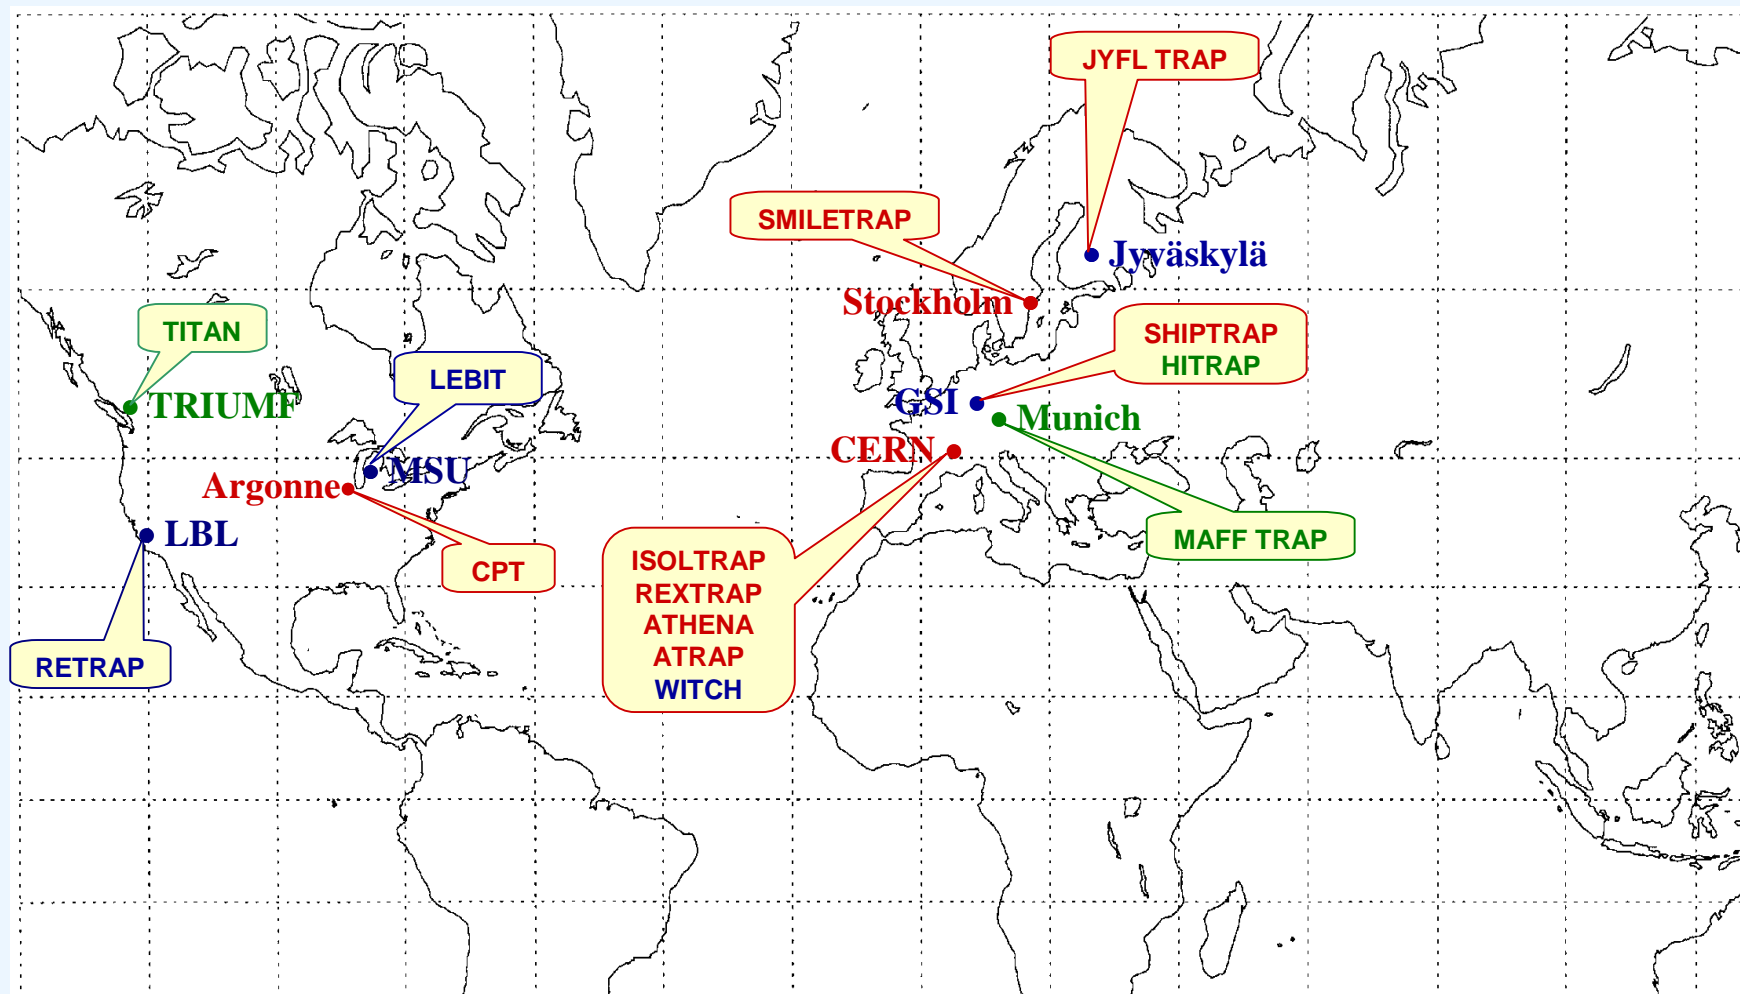 JYFL TRAP
SMILETRAP
Jyväskylä
Stockholm
TITAN
SHIPTRAP
HITRAP
LEBIT
TRIUMF
GSI
Munich
CERN
MSU
Argonne
LBL
MAFF TRAP
CPT
ISOLTRAP
REXTRAP
ATHENA
ATRAP
WITCH
RETRAP